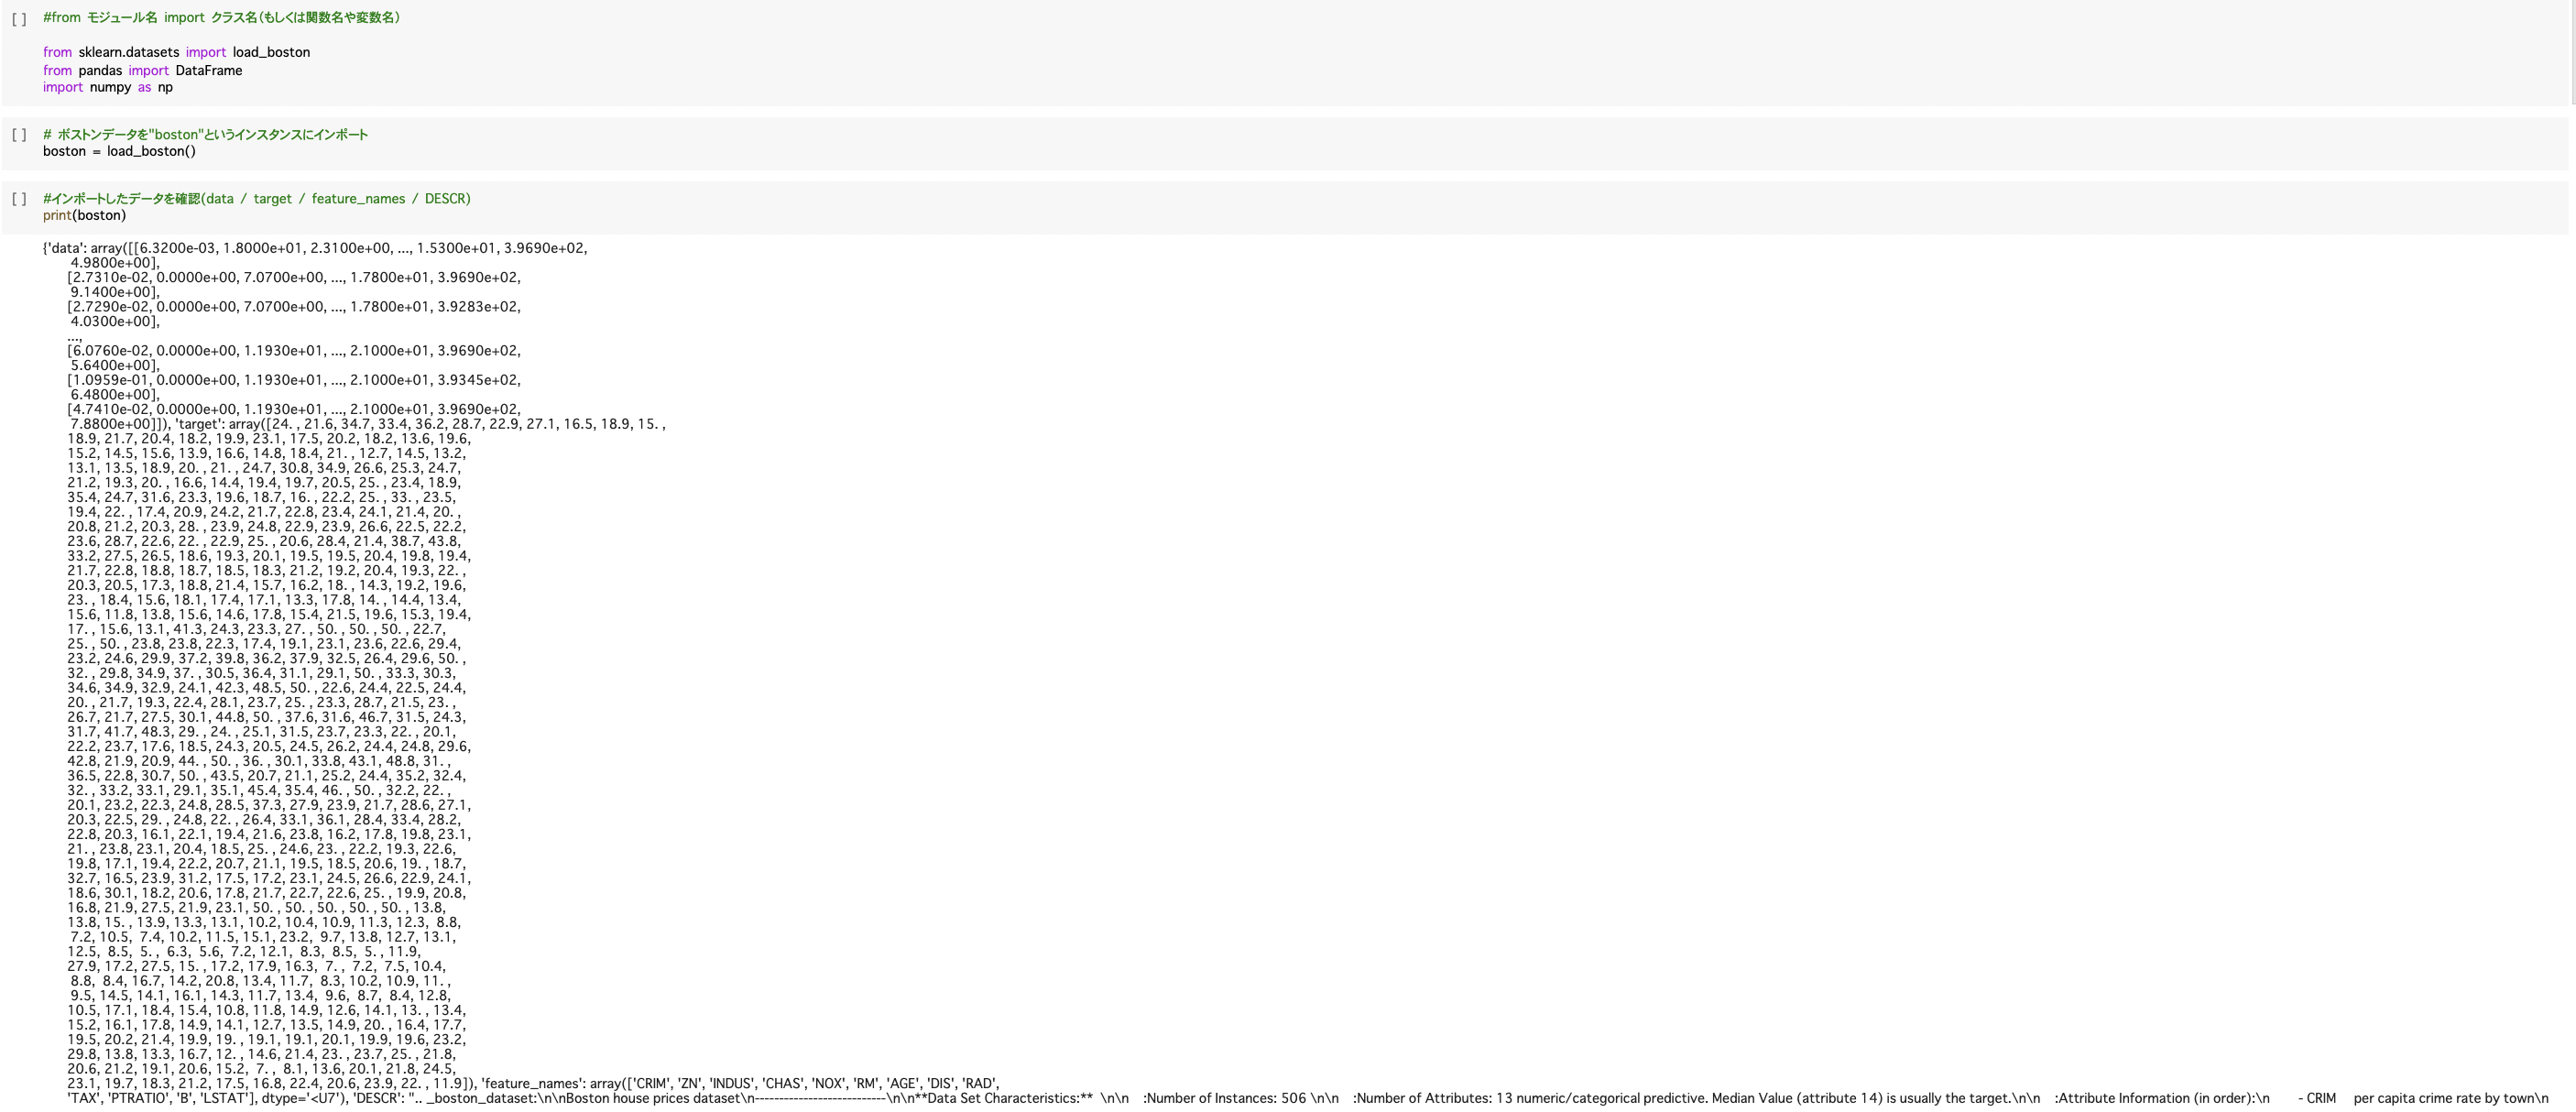 [ ] #from モジュール名 import クラス名(もしくは関数名や変数名)
from sklearn.datasets import load_boston
from pandas import DataFrame
import numpy as np
[ ] # ボストンデータを"boston"というインスタンスにインポート
boston = load_boston()
[ ] #インポートしたデータを確認(data / target / feature_names / DESCR)
print(boston)
{'data': array([[6.3200e-03, 1.8000e+01, 2.3100e+00, ..., 1.5300e+01, 3.9690e+02,
4.9800e+00],
[2.7310e-02, 0.0000e+00, 7.0700e+00, ..., 1.7800e+01, 3.9690e+02,
9.1400e+00],
[2.7290e-02, 0.0000e+00, 7.0700e+00, ..., 1.7800e+01, 3.9283e+02,
4.0300e+00],
...,
[6.0760e-02, 0.0000e+00, 1.1930e+01, ..., 2.1000e+01, 3.9690e+02,
5.6400e+00],
[1.0959e-01, 0.0000e+00, 1.1930e+01, ..., 2.1000e+01, 3.9345e+02,
6.4800e+00],
[4.7410e-02, 0.0000e+00, 1.1930e+01, ..., 2.1000e+01, 3.9690e+02,
7.8800e+00]]), 'target': array([24. , 21.6, 34.7, 33.4, 36.2, 28.7, 22.9, 27.1, 16.5, 18.9, 15. ,
18.9, 21.7, 20.4, 18.2, 19.9, 23.1, 17.5, 20.2, 18.2, 13.6, 19.6,
15.2, 14.5, 15.6, 13.9, 16.6, 14.8, 18.4, 21. , 12.7, 14.5, 13.2,
13.1, 13.5, 18.9, 20. , 21. , 24.7, 30.8, 34.9, 26.6, 25.3, 24.7,
21.2, 19.3, 20. , 16.6, 14.4, 19.4, 19.7, 20.5, 25. , 23.4, 18.9,
35.4, 24.7, 31.6, 23.3, 19.6, 18.7, 16. , 22.2, 25. , 33. , 23.5,
19.4, 22. , 17.4, 20.9, 24.2, 21.7, 22.8, 23.4, 24.1, 21.4, 20. ,
20.8, 21.2, 20.3, 28. , 23.9, 24.8, 22.9, 23.9, 26.6, 22.5, 22.2,
23.6, 28.7, 22.6, 22. , 22.9, 25. , 20.6, 28.4, 21.4, 38.7, 43.8,
33.2, 27.5, 26.5, 18.6, 19.3, 20.1, 19.5, 19.5, 20.4, 19.8, 19.4,
21.7, 22.8, 18.8, 18.7, 18.5, 18.3, 21.2, 19.2, 20.4, 19.3, 22. ,
20.3, 20.5, 17.3, 18.8, 21.4, 15.7, 16.2, 18. , 14.3, 19.2, 19.6,
23. , 18.4, 15.6, 18.1, 17.4, 17.1, 13.3, 17.8, 14. , 14.4, 13.4,
15.6, 11.8, 13.8, 15.6, 14.6, 17.8, 15.4, 21.5, 19.6, 15.3, 19.4,
17. , 15.6, 13.1, 41.3, 24.3, 23.3, 27. , 50. , 50. , 50. , 22.7,
25. , 50. , 23.8, 23.8, 22.3, 17.4, 19.1, 23.1, 23.6, 22.6, 29.4,
23.2, 24.6, 29.9, 37.2, 39.8, 36.2, 37.9, 32.5, 26.4, 29.6, 50. ,
32. , 29.8, 34.9, 37. , 30.5, 36.4, 31.1, 29.1, 50. , 33.3, 30.3,
34.6, 34.9, 32.9, 24.1, 42.3, 48.5, 50. , 22.6, 24.4, 22.5, 24.4,
20. , 21.7, 19.3, 22.4, 28.1, 23.7, 25. , 23.3, 28.7, 21.5, 23. ,
26.7, 21.7, 27.5, 30.1, 44.8, 50. , 37.6, 31.6, 46.7, 31.5, 24.3,
31.7, 41.7, 48.3, 29. , 24. , 25.1, 31.5, 23.7, 23.3, 22. , 20.1,
22.2, 23.7, 17.6, 18.5, 24.3, 20.5, 24.5, 26.2, 24.4, 24.8, 29.6,
42.8, 21.9, 20.9, 44. , 50. , 36. , 30.1, 33.8, 43.1, 48.8, 31. ,
36.5, 22.8, 30.7, 50. , 43.5, 20.7, 21.1, 25.2, 24.4, 35.2, 32.4,
32. , 33.2, 33.1, 29.1, 35.1, 45.4, 35.4, 46. , 50. , 32.2, 22. ,
20.1, 23.2, 22.3, 24.8, 28.5, 37.3, 27.9, 23.9, 21.7, 28.6, 27.1,
20.3, 22.5, 29. , 24.8, 22. , 26.4, 33.1, 36.1, 28.4, 33.4, 28.2,
22.8, 20.3, 16.1, 22.1, 19.4, 21.6, 23.8, 16.2, 17.8, 19.8, 23.1,
21. , 23.8, 23.1, 20.4, 18.5, 25. , 24.6, 23. , 22.2, 19.3, 22.6,
19.8, 17.1, 19.4, 22.2, 20.7, 21.1, 19.5, 18.5, 20.6, 19. , 18.7,
32.7, 16.5, 23.9, 31.2, 17.5, 17.2, 23.1, 24.5, 26.6, 22.9, 24.1,
18.6, 30.1, 18.2, 20.6, 17.8, 21.7, 22.7, 22.6, 25. , 19.9, 20.8,
16.8, 21.9, 27.5, 21.9, 23.1, 50. , 50. , 50. , 50. , 50. , 13.8,
13.8, 15. , 13.9, 13.3, 13.1, 10.2, 10.4, 10.9, 11.3, 12.3, 8.8,
7.2, 10.5, 7.4, 10.2, 11.5, 15.1, 23.2, 9.7, 13.8, 12.7, 13.1,
12.5, 8.5, 5. , 6.3, 5.6, 7.2, 12.1, 8.3, 8.5, 5. , 11.9,
27.9, 17.2, 27.5, 15. , 17.2, 17.9, 16.3, 7. , 7.2, 7.5, 10.4,
8.8, 8.4, 16.7, 14.2, 20.8, 13.4, 11.7, 8.3, 10.2, 10.9, 11. ,
9.5, 14.5, 14.1, 16.1, 14.3, 11.7, 13.4, 9.6, 8.7, 8.4, 12.8,
10.5, 17.1, 18.4, 15.4, 10.8, 11.8, 14.9, 12.6, 14.1, 13. , 13.4,
15.2, 16.1, 17.8, 14.9, 14.1, 12.7, 13.5, 14.9, 20. , 16.4, 17.7,
19.5, 20.2, 21.4, 19.9, 19. , 19.1, 19.1, 20.1, 19.9, 19.6, 23.2,
29.8, 13.8, 13.3, 16.7, 12. , 14.6, 21.4, 23. , 23.7, 25. , 21.8,
20.6, 21.2, 19.1, 20.6, 15.2, 7. , 8.1, 13.6, 20.1, 21.8, 24.5,
23.1, 19.7, 18.3, 21.2, 17.5, 16.8, 22.4, 20.6, 23.9, 22. , 11.9]), 'feature_names': array(['CRIM', 'ZN', 'INDUS', 'CHAS', 'NOX', 'RM', 'AGE', 'DIS', 'RAD',
'TAX', 'PTRATIO', 'B', 'LSTAT'], dtype='<U7'), 'DESCR': ".. _boston_dataset:\n\nBoston house prices dataset\n---------------------------\n\n**Data Set Characteristics:** \n\n :Number of Instances: 506 \n\n :Number of Attributes: 13 numeric/categorical predictive. Median Value (attribute 14) is usually the target.\n\n :Attribute Information (in order):\n - CRIM per capita crime rate by town\n